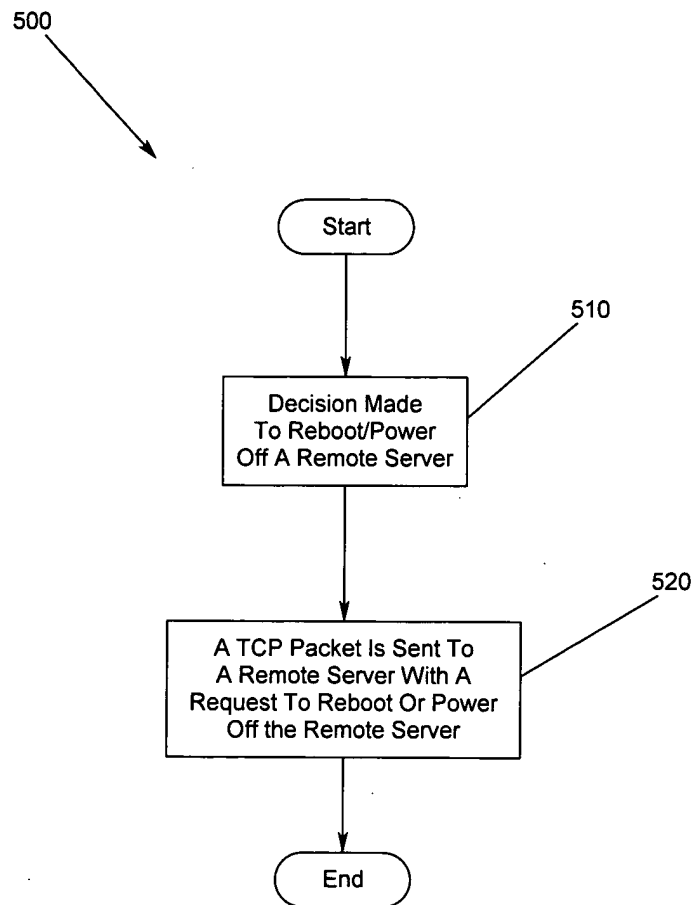 500
Start
510
Decision Made
To Reboot/Power
Off A Remote Server
520
A TCP Packet Is Sent To
A Remote Server With A
Request To Reboot Or Power
Off the Remote Server
End